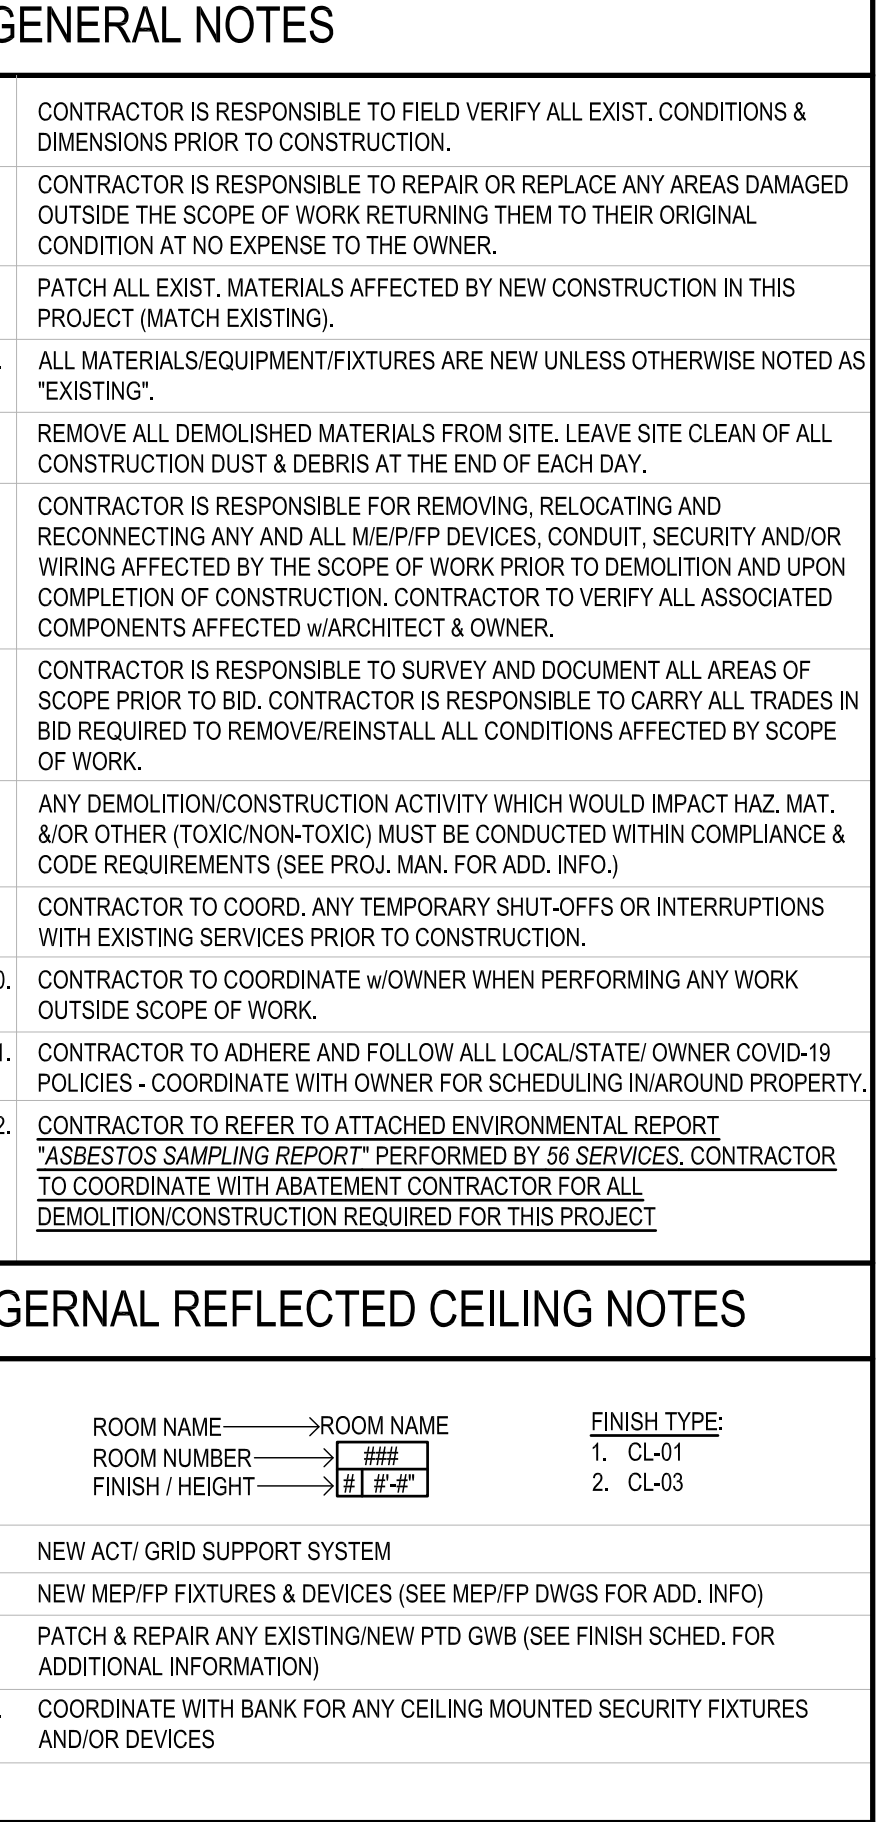 GENERAL NOTES
CONTRACTOR IS RESPONSIBLE TO FIELD VERIFY ALL EXIST. CONDITIONS &
DIMENSIONS PRIOR TO CONSTRUCTION.
CONTRACTOR IS RESPONSIBLE TO REPAIR OR REPLACE ANY AREAS DAMAGED
OUTSIDE THE SCOPE OF WORK RETURNING THEM TO THEIR ORIGINAL
CONDITION AT NO EXPENSE TO THE OWNER.
PATCH ALL EXIST. MATERIALS AFFECTED BY NEW CONSTRUCTION IN THIS
PROJECT (MATCH EXISTING).
. ALL MATERIALS/EQUIPMENT/FIXTURES ARE NEW UNLESS OTHERWISE NOTED AS
"EXISTING".
REMOVE ALL DEMOLISHED MATERIALS FROM SITE. LEAVE SITE CLEAN OF ALL
CONSTRUCTION DUST & DEBRIS AT THE END OF EACH DAY.
CONTRACTOR IS RESPONSIBLE FOR REMOVING, RELOCATING AND
RECONNECTING ANY AND ALL M/E/P/FP DEVICES, CONDUIT, SECURITY AND/OR
WIRING AFFECTED BY THE SCOPE OF WORK PRIOR TO DEMOLITION AND UPON
COMPLETION OF CONSTRUCTION. CONTRACTOR TO VERIFY ALL ASSOCIATED
COMPONENTS AFFECTED w/ARCHITECT & OWNER.
CONTRACTOR IS RESPONSIBLE TO SURVEY AND DOCUMENT ALL AREAS OF
SCOPE PRIOR TO BID. CONTRACTOR IS RESPONSIBLE TO CARRY ALL TRADES IN
BID REQUIRED TO REMOVE/REINSTALL ALL CONDITIONS AFFECTED BY SCOPE
OF WORK.
ANY DEMOLITION/CONSTRUCTION ACTIVITY WHICH WOULD IMPACT HAZ. MAT.
&/OR OTHER (TOXIC/NON-TOXIC) MUST BE CONDUCTED WITHIN COMPLIANCE &
CODE REQUIREMENTS (SEE PROJ. MAN. FOR ADD. INFO.)
CONTRACTOR TO COORD. ANY TEMPORARY SHUT-OFFS OR INTERRUPTIONS
WITH EXISTING SERVICES PRIOR TO CONSTRUCTION.
0. CONTRACTOR TO COORDINATE w/OWNER WHEN PERFORMING ANY WORK
OUTSIDE SCOPE OF WORK.
1. CONTRACTOR TO ADHERE AND FOLLOW ALL LOCAL/STATE/ OWNER COVID-19
POLICIES - COORDINATE WITH OWNER FOR SCHEDULING IN/AROUND PROPERTY.
2. CONTRACTOR TO REFER TO ATTACHED ENVIRONMENTAL REPORT
"ASBESTOS SAMPLING REPORT" PERFORMED BY 56 SERVICES. CONTRACTOR
TO COORDINATE WITH ABATEMENT CONTRACTOR FOR ALL
DEMOLITION/CONSTRUCTION REQUIRED FOR THIS PROJECT
GERNAL REFLECTED CEILING NOTES
ROOM NAME ROOM NAME
ROOM NUMBER ###
FINISH / HEIGHT # #'-#"
FINISH TYPE:
1. CL-01
2. CL-03
NEW ACT/ GRID SUPPORT SYSTEM
NEW MEP/FP FIXTURES & DEVICES (SEE MEP/FP DWGS FOR ADD. INFO)
PATCH & REPAIR ANY EXISTING/NEW PTD GWB (SEE FINISH SCHED. FOR
ADDITIONAL INFORMATION)
. COORDINATE WITH BANK FOR ANY CEILING MOUNTED SECURITY FIXTURES
AND/OR DEVICES